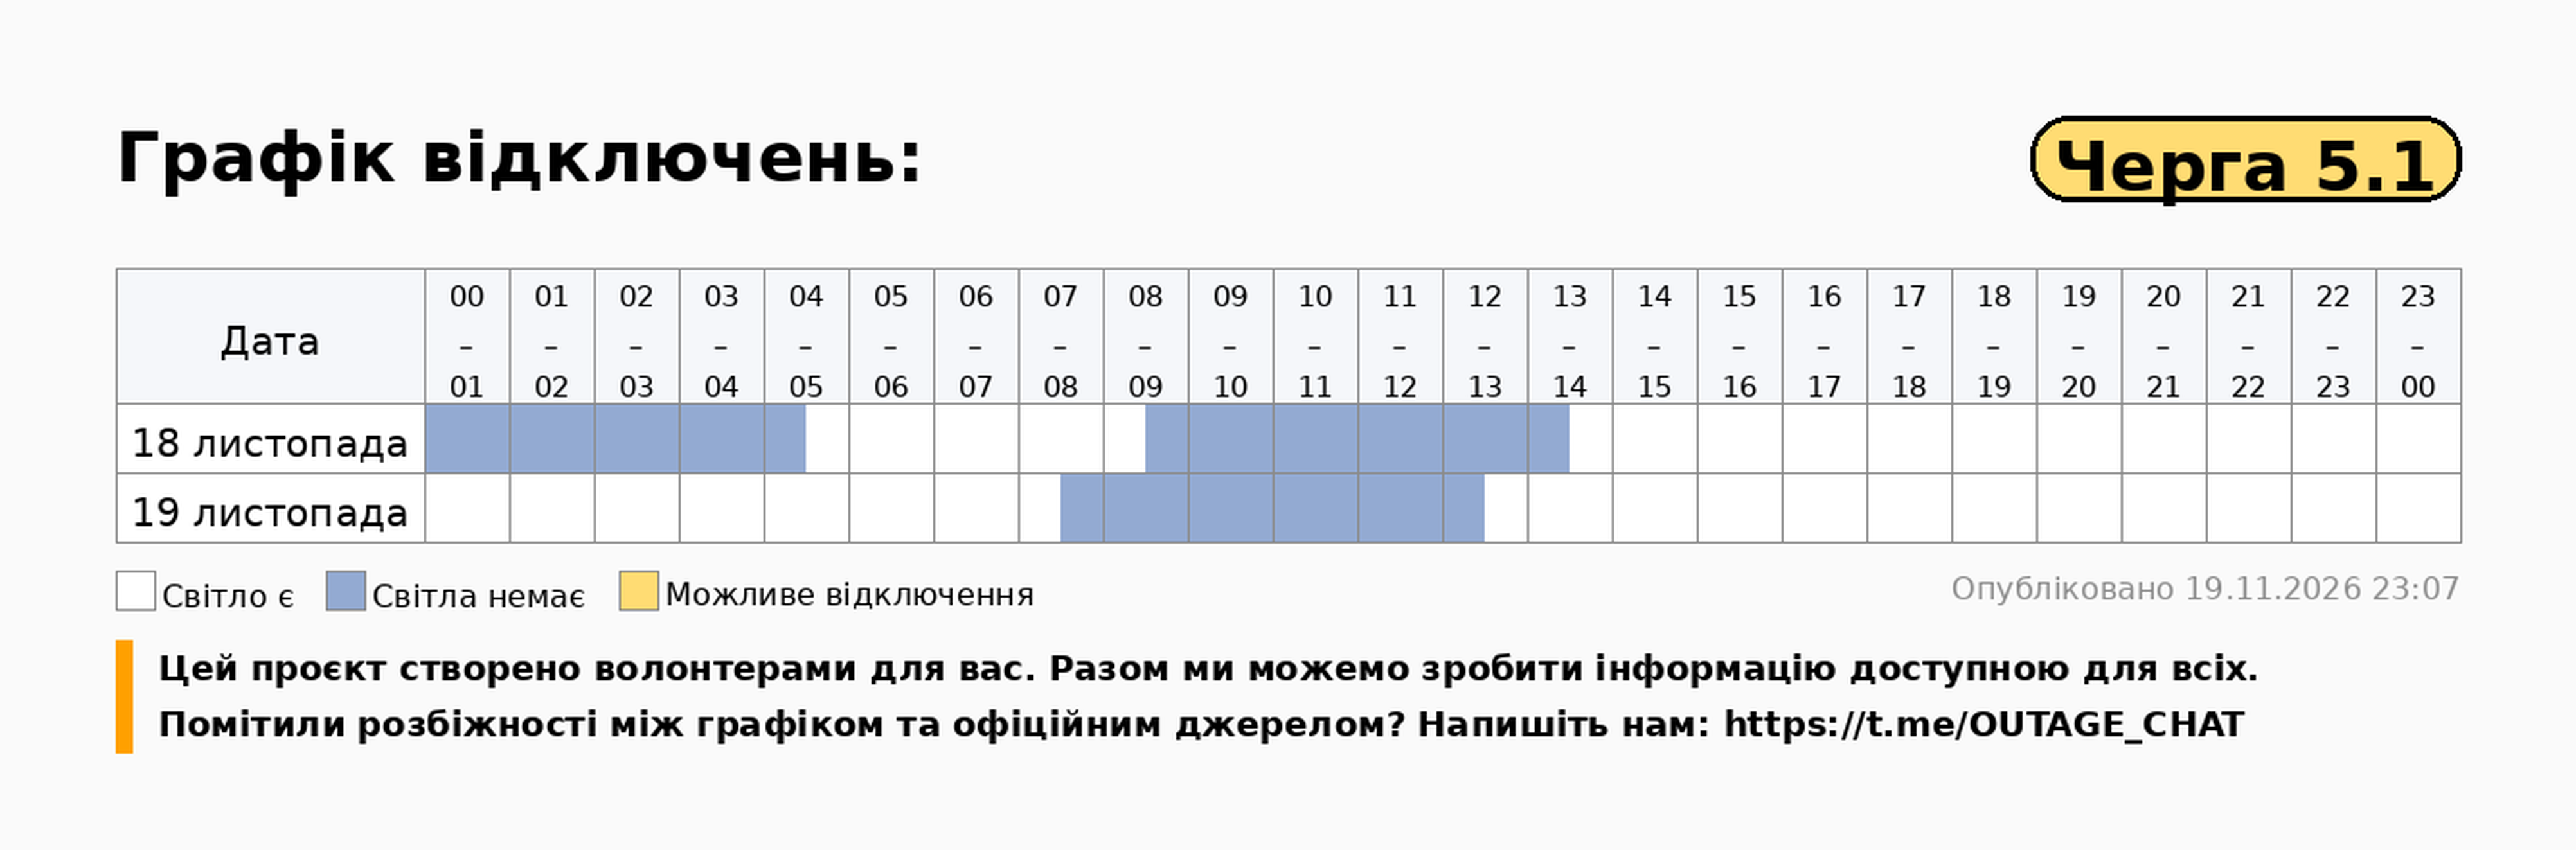 Графік відключень:
Черга 5.1
Дата 00 – 01 01 – 02 02 – 03 03 – 04 04 – 05 05 – 06 06 – 07 07 – 08 08 – 09 09 – 10 10 – 11 11 – 12 12 – 13 13 – 14 14 – 15 15 – 16 16 – 17 17 – 18 18 – 19 19 – 20 20 – 21 21 – 22 22 – 23 23 – 00
18 листопада
19 листопада
Світло є Світла немає Можливе відключення
Опубліковано 19.11.2026 23:07
Цей проєкт створено волонтерами для вас. Разом ми можемо зробити інформацію доступною для всіх.
Помітили розбіжності між графіком та офіційним джерелом? Напишіть нам: https://t.me/OUTAGE_CHAT